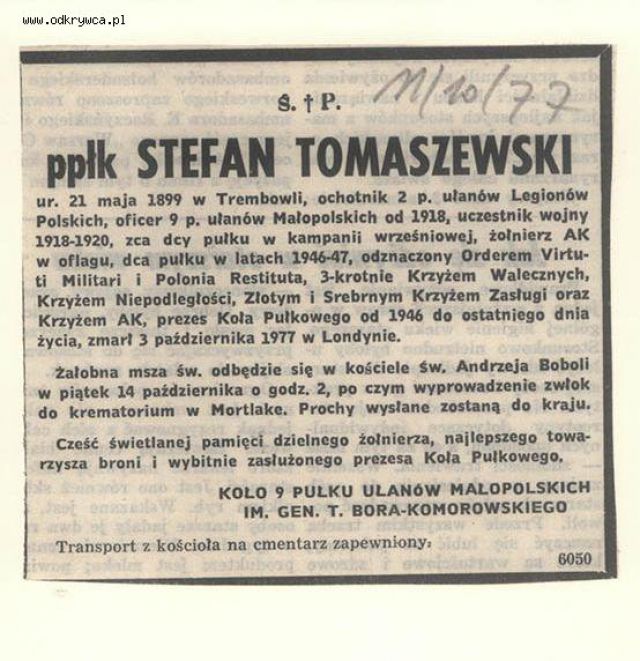 www.odkrywca.pl
Ś. † P.
11/10/77
ppłk STEFAN TOMASZEWSKI
ur. 21 maja 1899 w Trembowli, ochotnik 2 p. ułanów Legionów
Polskich, oficer 9 p. ułanów Małopolskich od 1918, uczestnik wojny
1918-1920, zca dcy pułku w kampanii wrześniowej, żołnierz AK
w oflagu, dca pułku w latach 1946-47, odznaczony Orderem Virtu-
ti Militari i Polonia Restituta, 3-krotnie Krzyżem Walecznych,
Krzyżem Niepodległości, Złotym i Srebrnym Krzyżem Zasługi oraz
Krzyżem AK, prezes Koła Pułkowego od 1946 do ostatniego dnia
życia, zmarł 3 października 1977 w Londynie.
Żałobna msza św. odbędzie się w kościele św. Andrzeja Boboli
w piątek 14 października o godz. 2, po czym wyprowadzenie zwłok
do krematorium w Mortlake. Prochy wysłane zostaną do kraju.
Cześć świetlanej pamięci dzielnego żołnierza, najlepszego towa-
rzysza broni i wybitnie zasłużonego prezesa Koła Pułkowego.
KOŁO 9 PUŁKU UŁANÓW MAŁOPOLSKICH
IM. GEN. T. BORA-KOMOROWSKIEGO
Transport z kościoła na cmentarz zapewniony.
6050